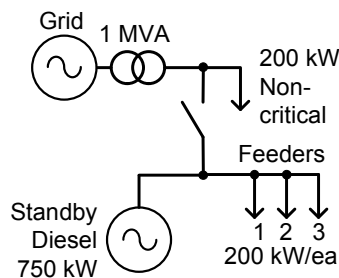 Grid
1 MVA
200 kW
Non-
critical
Feeders
Standby
Diesel
750 kW
1 2 3
200 kW/ea